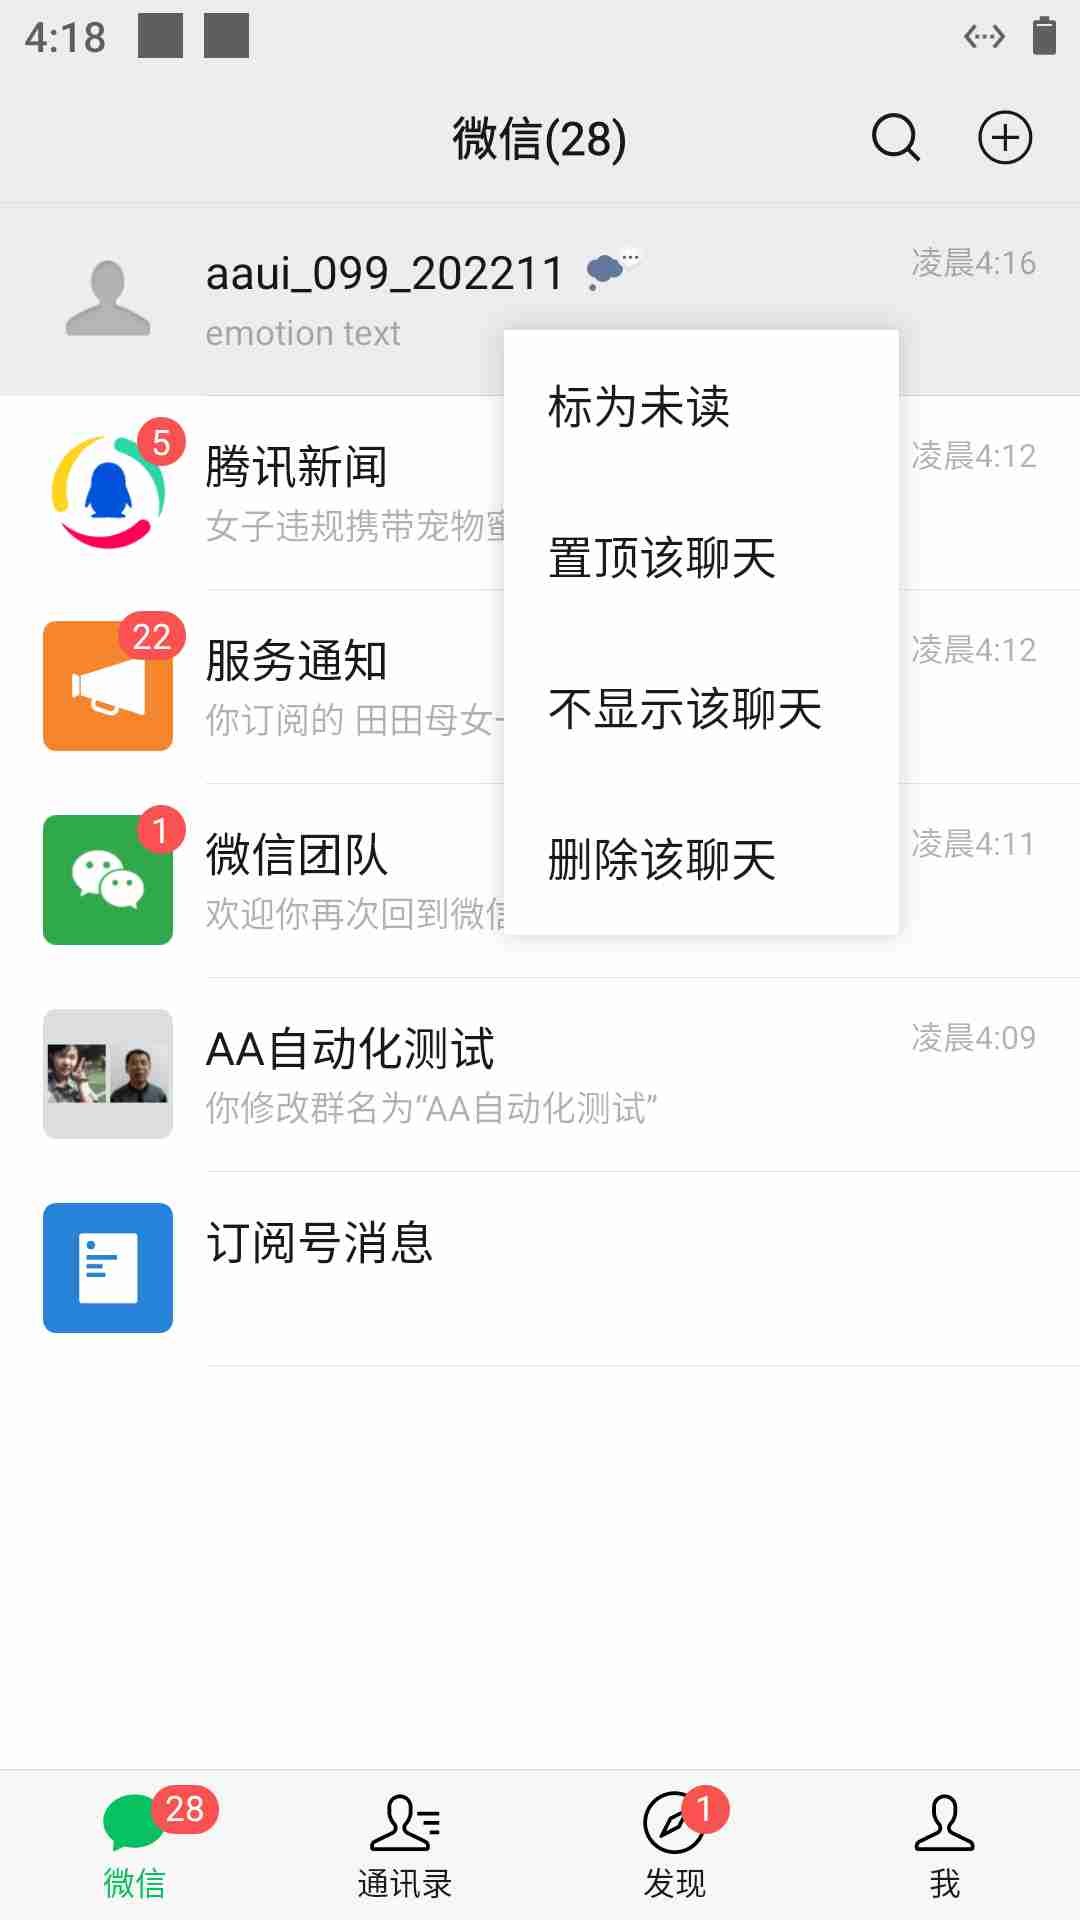 4:18
微信(28)
aaui_099_202211
凌晨4:16
emotion text
标为未读
置顶该聊天
不显示该聊天
删除该聊天
5
腾讯新闻
凌晨4:12
女子违规携带宠物
22
服务通知
凌晨4:12
你订阅的 田田母女
1
微信团队
凌晨4:11
欢迎你再次回到微信
AA自动化测试
凌晨4:09
你修改群名为“AA自动化测试”
订阅号消息
28
1
微信
通讯录
发现
我